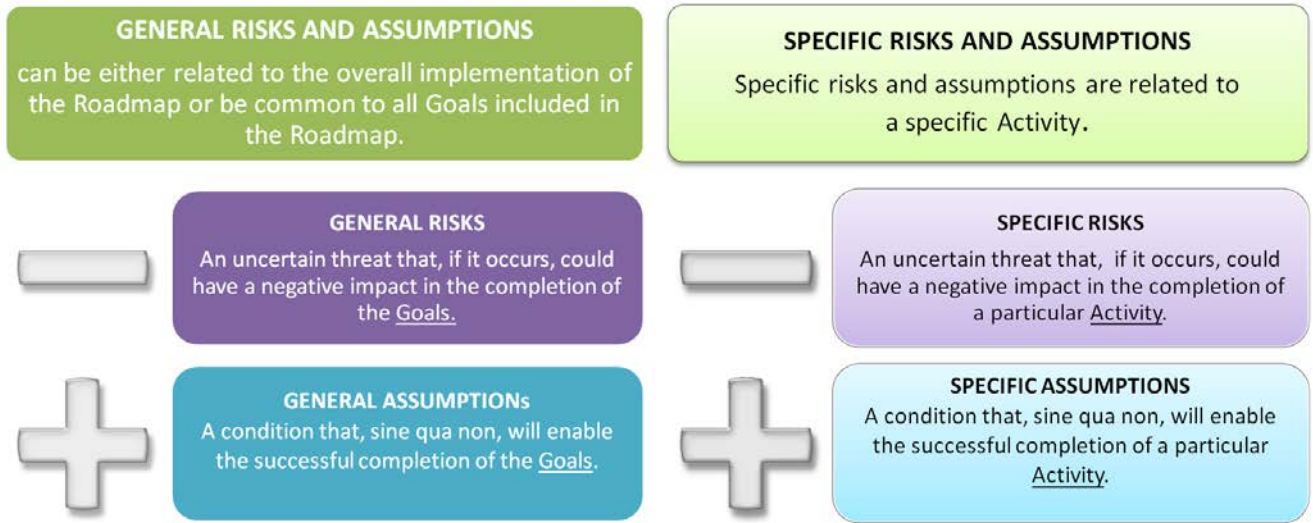 GENERAL RISKS AND ASSUMPTIONS
can be either related to the overall implementation of
the Roadmap or be common to all Goals included in
the Roadmap.
SPECIFIC RISKS AND ASSUMPTIONS
Specific risks and assumptions are related to
a specific Activity.
GENERAL RISKS
An uncertain threat that, if it occurs, could
have a negative impact in the completion of
the Goals.
SPECIFIC RISKS
An uncertain threat that, if it occurs, could
have a negative impact in the completion of
a particular Activity.
GENERAL ASSUMPTIONs
A condition that, sine qua non, will enable
the successful completion of the Goals.
SPECIFIC ASSUMPTIONS
A condition that, sine qua non, will enable
the successful completion of a particular
Activity.